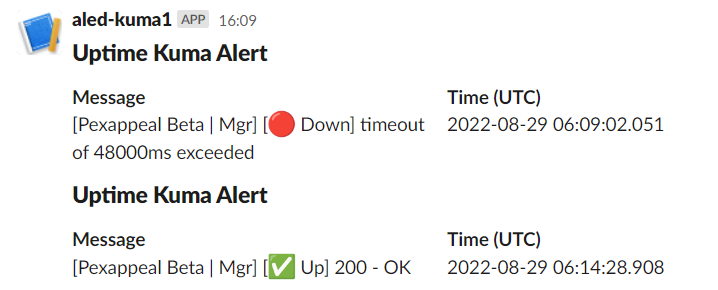 aled-kuma1 APP 16:09
Uptime Kuma Alert
Message Time (UTC)
[Pexappeal Beta | Mgr] [🔴 Down] timeout 2022-08-29 06:09:02.051
of 48000ms exceeded
Uptime Kuma Alert
Message Time (UTC)
[Pexappeal Beta | Mgr] [✅ Up] 200 - OK 2022-08-29 06:14:28.908